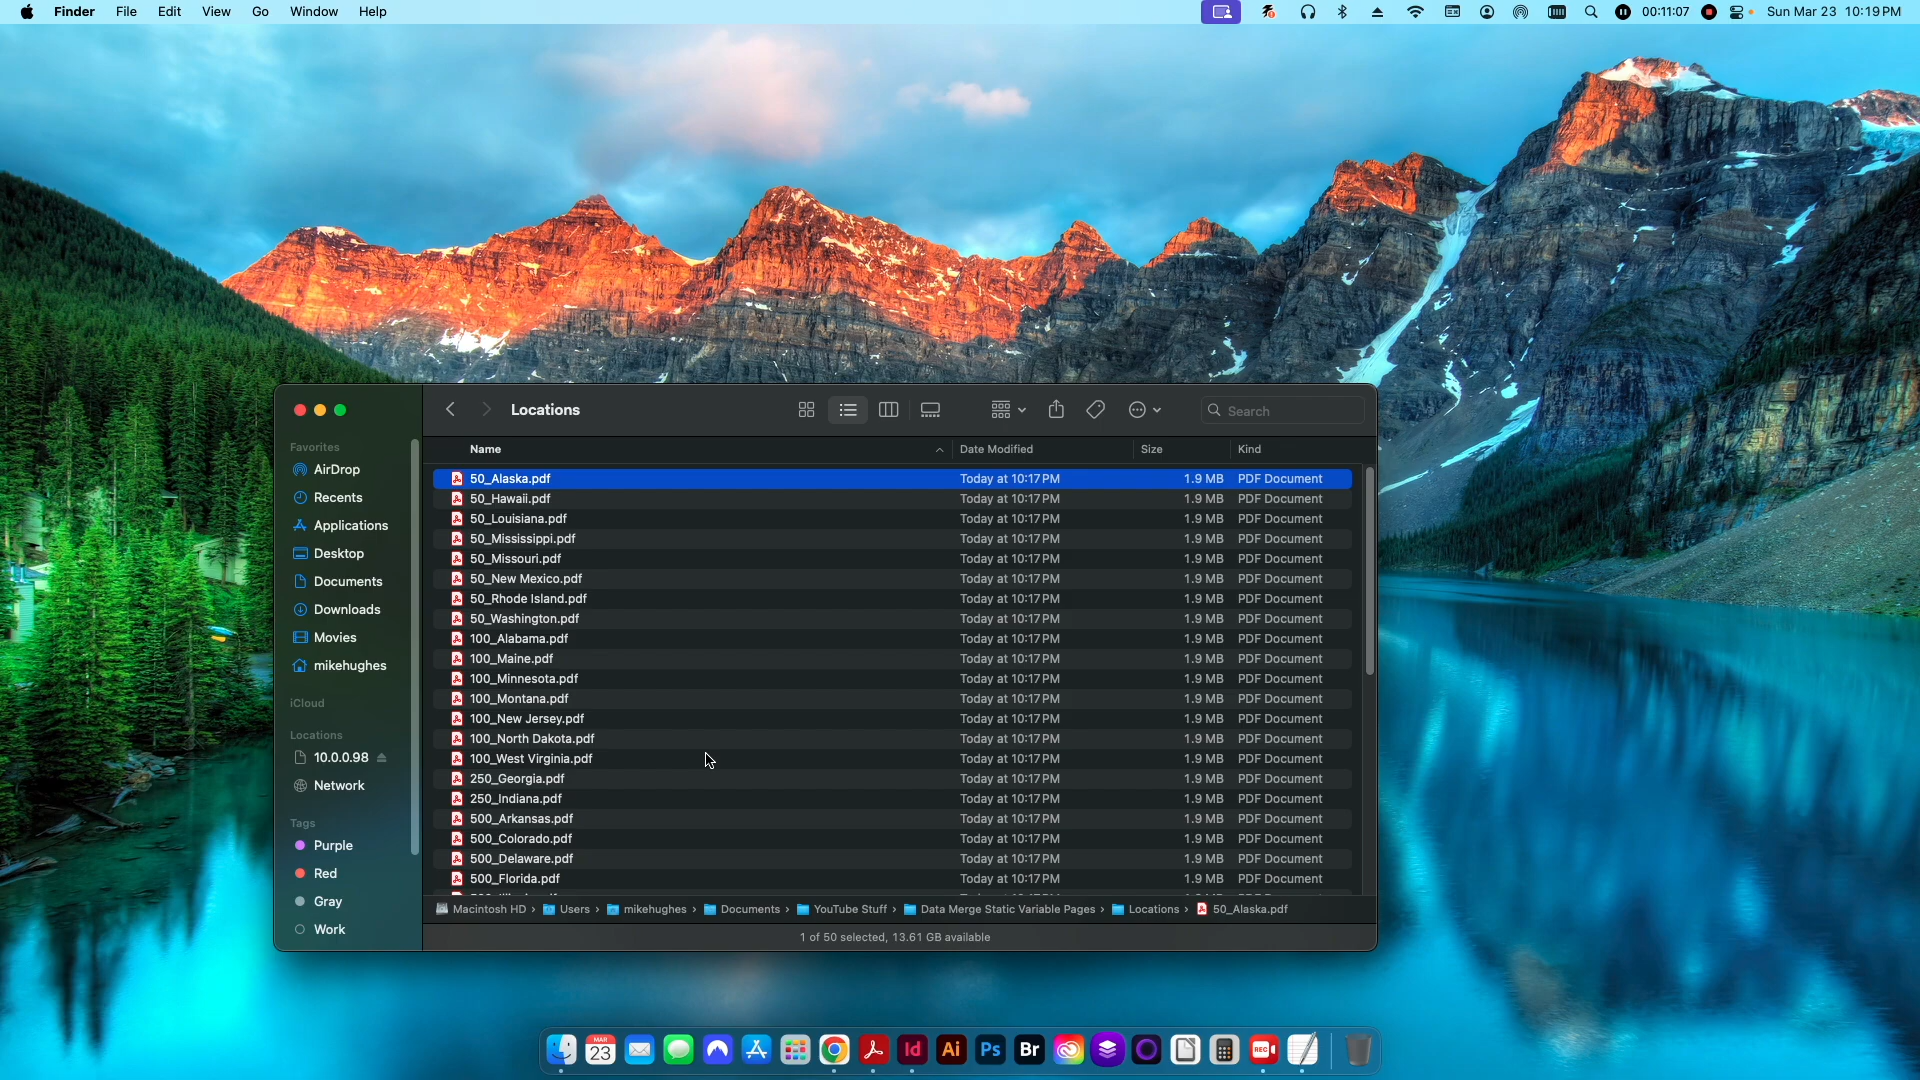 Finder File Edit View Go Window Help 00:11:07 Sun Mar 23 10:19 PM
Locations Search
Favorites
AirDrop
Recents
Applications
Desktop
Documents
Downloads
Movies
mikehughes
iCloud
Locations
10.0.0.98
Network
Tags
Purple
Red
Gray
Work
Name Date Modified Size Kind
50_Alaska.pdf Today at 10:17 PM 1.9 MB PDF Document
50_Hawaii.pdf Today at 10:17 PM 1.9 MB PDF Document
50_Louisiana.pdf Today at 10:17 PM 1.9 MB PDF Document
50_Mississippi.pdf Today at 10:17 PM 1.9 MB PDF Document
50_Missouri.pdf Today at 10:17 PM 1.9 MB PDF Document
50_New Mexico.pdf Today at 10:17 PM 1.9 MB PDF Document
50_Rhode Island.pdf Today at 10:17 PM 1.9 MB PDF Document
50_Washington.pdf Today at 10:17 PM 1.9 MB PDF Document
100_Alabama.pdf Today at 10:17 PM 1.9 MB PDF Document
100_Maine.pdf Today at 10:17 PM 1.9 MB PDF Document
100_Minnesota.pdf Today at 10:17 PM 1.9 MB PDF Document
100_Montana.pdf Today at 10:17 PM 1.9 MB PDF Document
100_New Jersey.pdf Today at 10:17 PM 1.9 MB PDF Document
100_North Dakota.pdf Today at 10:17 PM 1.9 MB PDF Document
100_West Virginia.pdf Today at 10:17 PM 1.9 MB PDF Document
250_Georgia.pdf Today at 10:17 PM 1.9 MB PDF Document
250_Indiana.pdf Today at 10:17 PM 1.9 MB PDF Document
500_Arkansas.pdf Today at 10:17 PM 1.9 MB PDF Document
500_Colorado.pdf Today at 10:17 PM 1.9 MB PDF Document
500_Delaware.pdf Today at 10:17 PM 1.9 MB PDF Document
500_Florida.pdf Today at 10:17 PM 1.9 MB PDF Document
Macintosh HD › Users › mikehughes › Documents › YouTube Stuff › Data Merge Static Variable Pages › Locations › 50_Alaska.pdf
1 of 50 selected, 13.61 GB available
MAR 23 Id Ai Ps Br REC